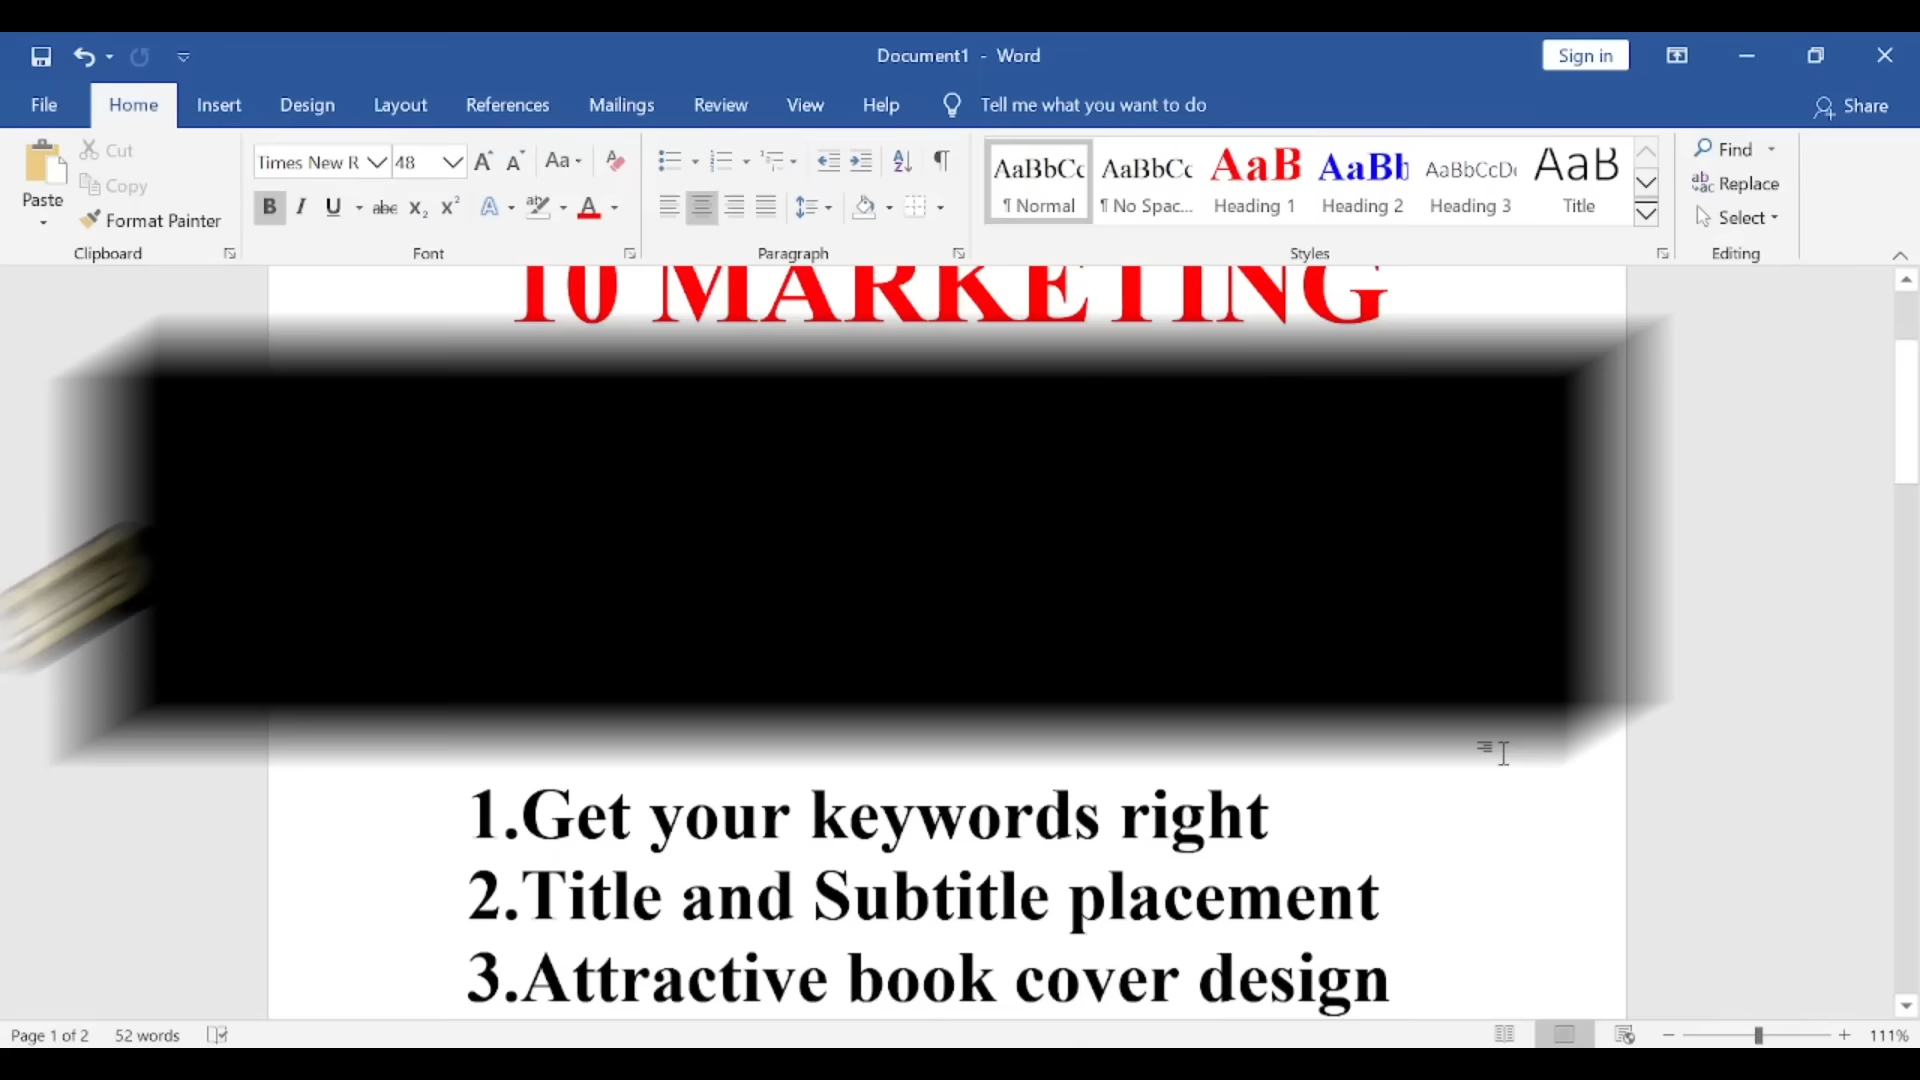 Document1 - Word
Sign in
File Home Insert Design Layout References Mailings Review View Help Tell me what you want to do Share
Paste
Cut
Copy
Format Painter
Clipboard
Times New R 48
Aa
B I U abc X₂ X² A A
Font
Paragraph
AaBbCc AaBbCc AaB AaBb AaBbCcD AaB
¶ Normal ¶ No Spac... Heading 1 Heading 2 Heading 3 Title
Styles
Find
Replace
Select
Editing
10 MARKETING
1.Get your keywords right
2.Title and Subtitle placement
3.Attractive book cover design
Page 1 of 2 52 words 111%